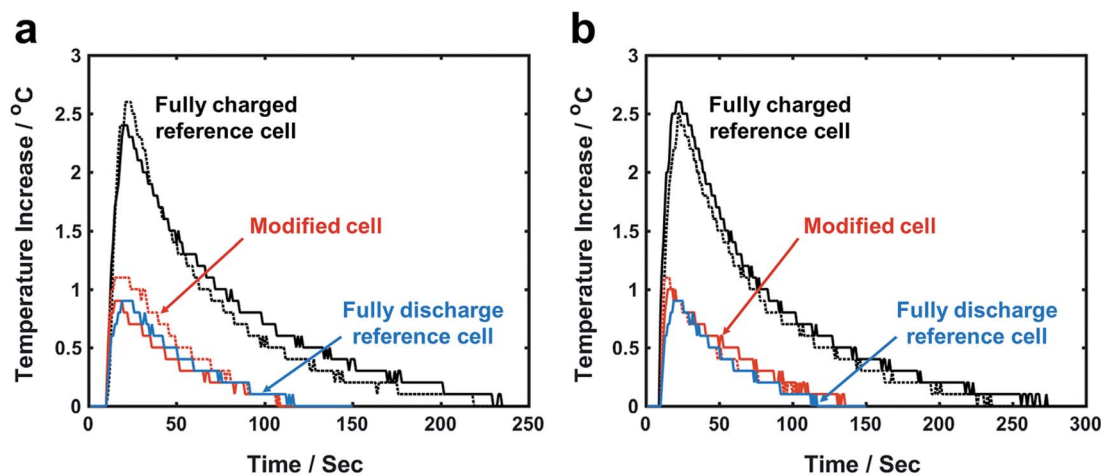 a
3
2.5
2
1.5
1
0.5
0
Temperature Increase / °C
Fully charged
reference cell
Modified cell
Fully discharge
reference cell
0 50 100 150 200 250
Time / Sec
b
3
2.5
2
1.5
1
0.5
0
Temperature Increase / °C
Fully charged
reference cell
Modified cell
Fully discharge
reference cell
0 50 100 150 200 250 300
Time / Sec